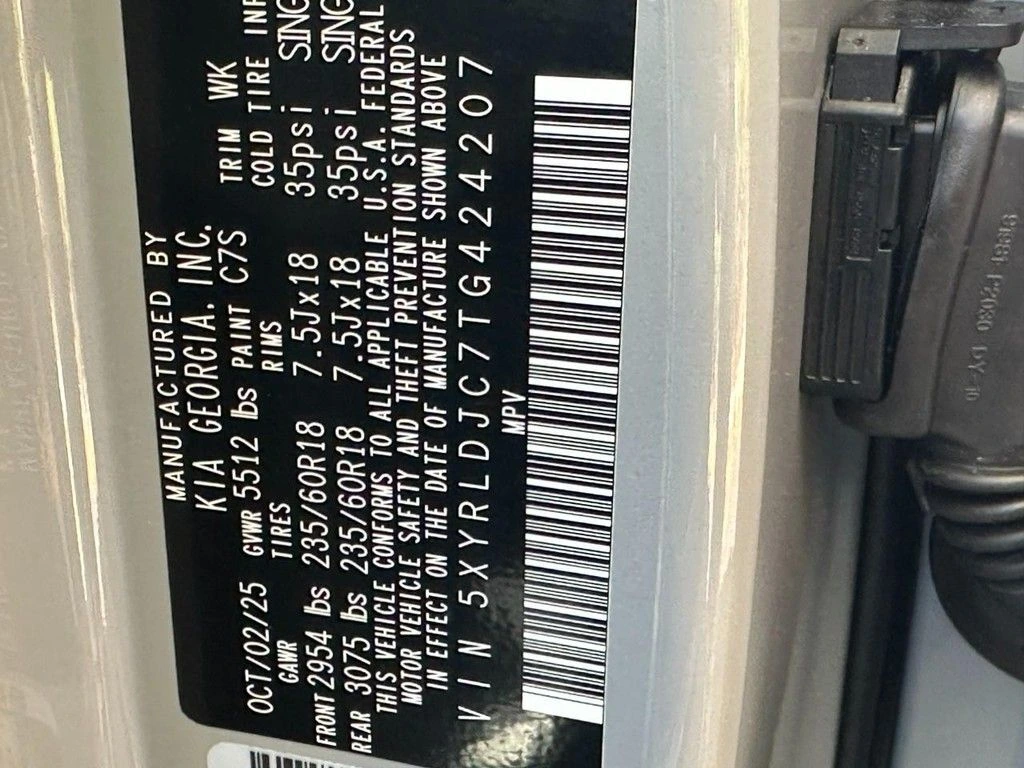 MANUFACTURED BY
KIA GEORGIA, INC.
OCT/02/25 GVWR 5512 lbs PAINT C7S TRIM WK
GAWR TIRES RIMS COLD TIRE INF
FRONT 2954 lbs 235/60R18 7.5Jx18 35psi SING
REAR 3075 lbs 235/60R18 7.5Jx18 35psi SING
THIS VEHICLE CONFORMS TO ALL APPLICABLE U.S.A. FEDERAL
MOTOR VEHICLE SAFETY AND THEFT PREVENTION STANDARDS
IN EFFECT ON THE DATE OF MANUFACTURE SHOWN ABOVE
VIN 5XYRLDJC7TG424207
MPV